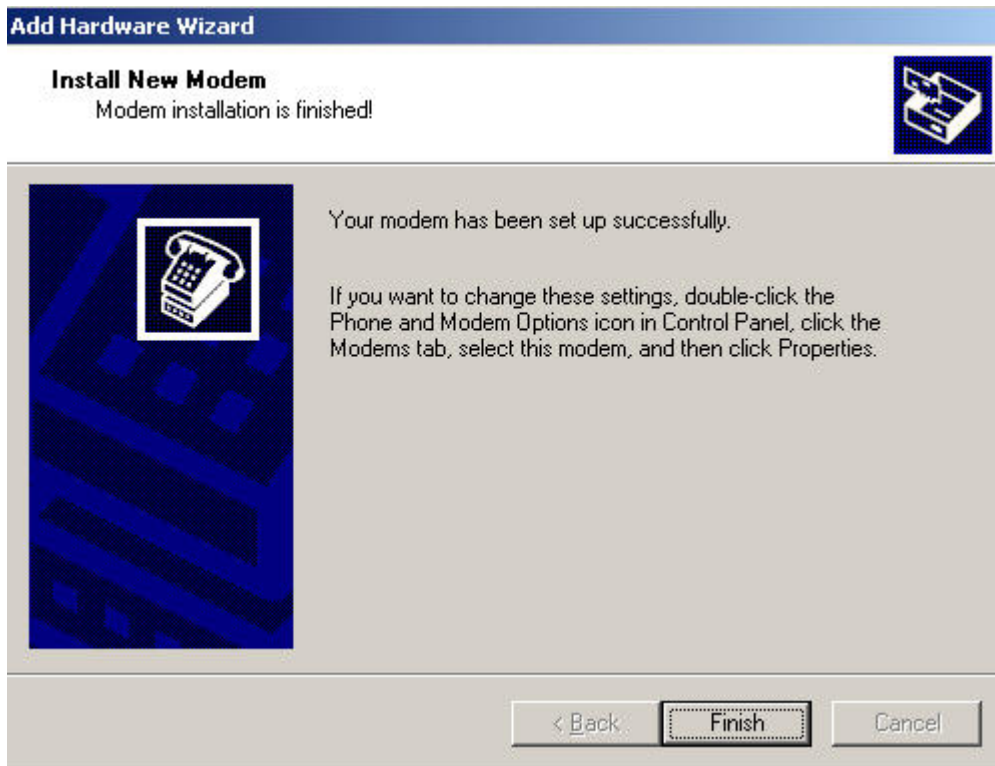 Add Hardware Wizard
Install New Modem
Modem installation is finished!
Your modem has been set up successfully.
If you want to change these settings, double-click the
Phone and Modem Options icon in Control Panel, click the
Modems tab, select this modem, and then click Properties.
< Back
Finish
Cancel